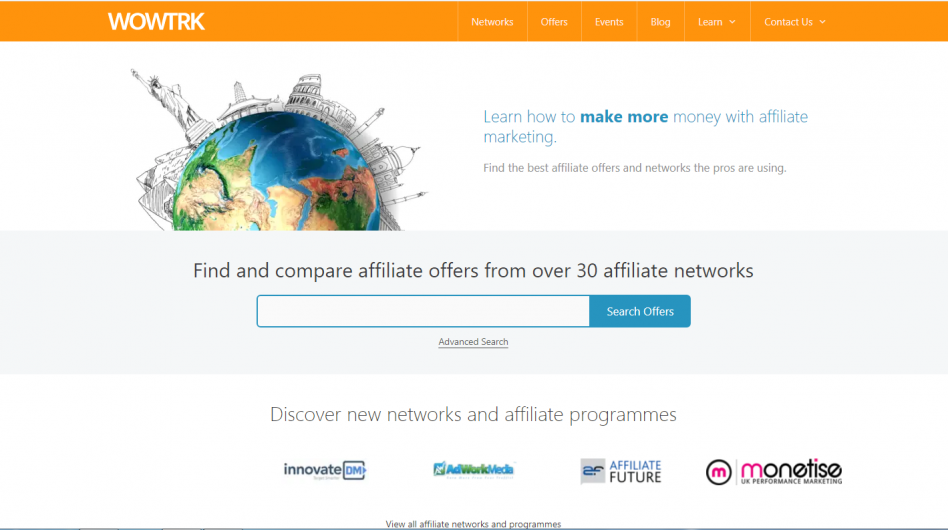 WOWTRK
Networks
Offers
Events
Blog
Learn
Contact Us
Learn how to make more money with affiliate
marketing.
Find the best affiliate offers and networks the pros are using.
Find and compare affiliate offers from over 30 affiliate networks
Search Offers
Advanced Search
Discover new networks and affiliate programmes
innovate DM
AdWorkMedia
af AFFILIATE
FUTURE
m monetise
UK PERFORMANCE MARKETING
View all affiliate networks and programmes